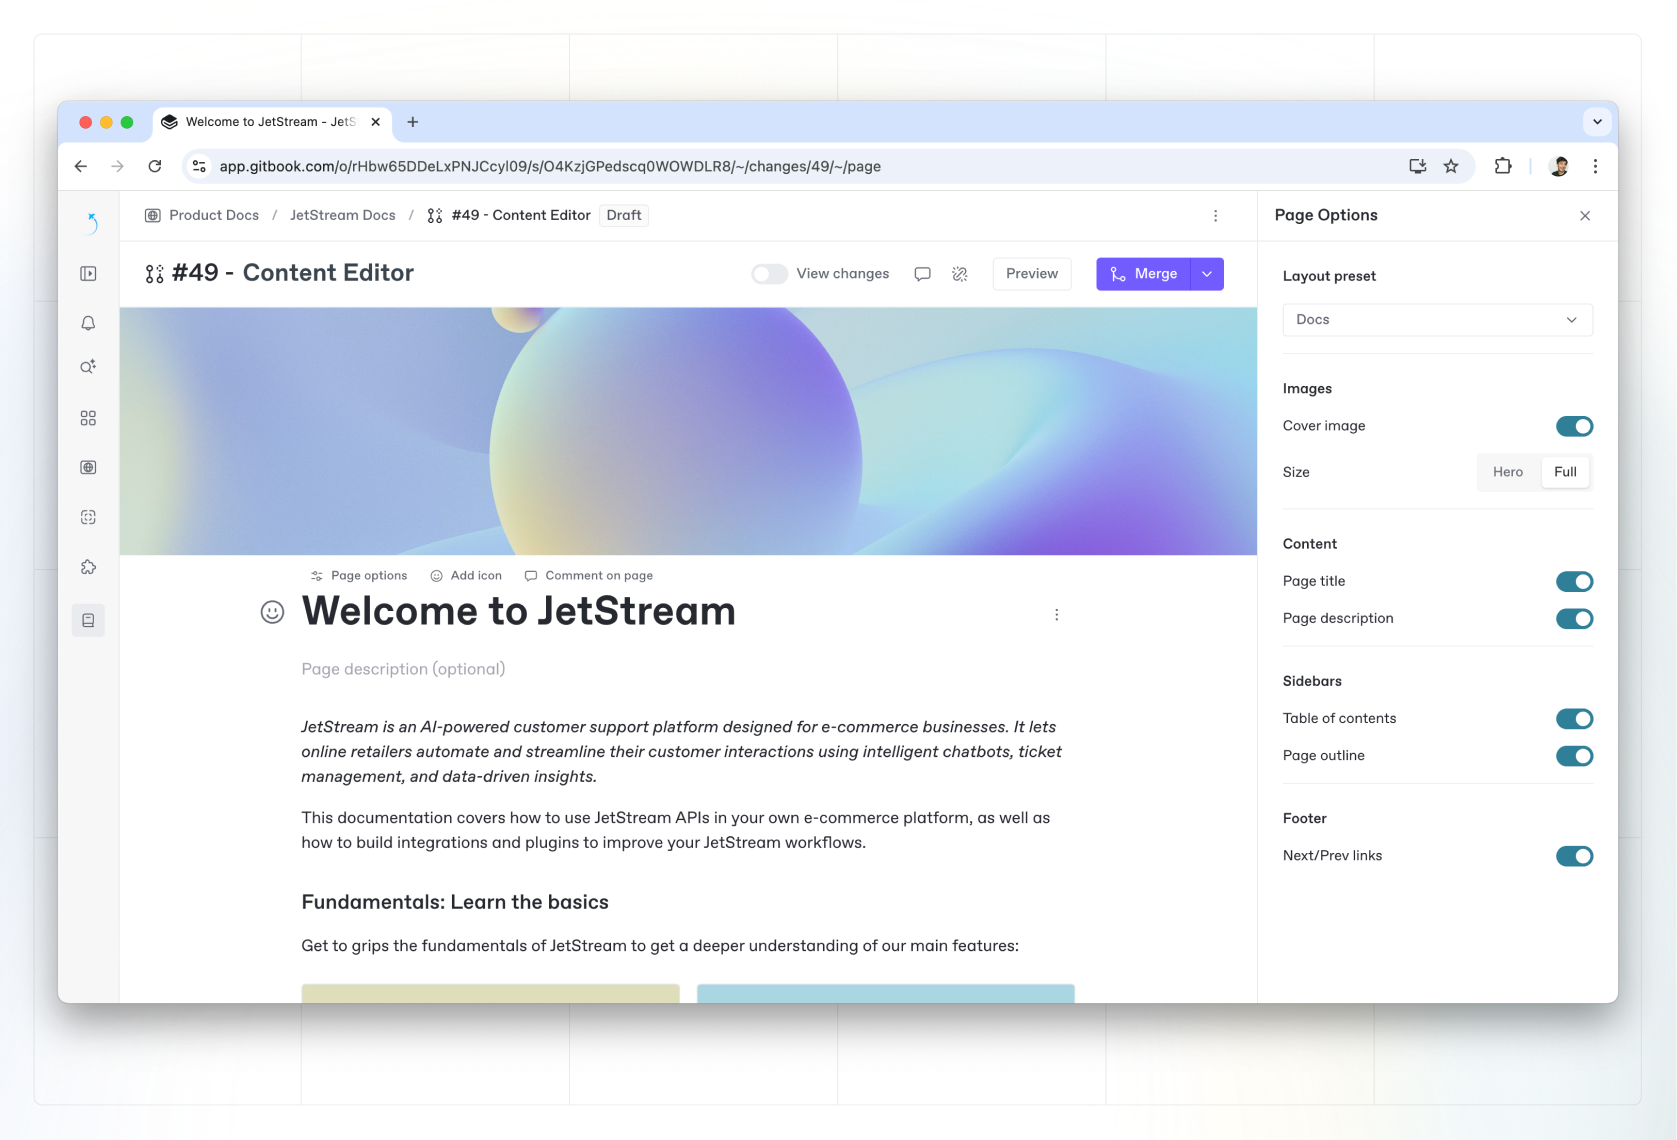 Welcome to JetStream - JetS
app.gitbook.com/o/rHbw65DDeLxPNJCcyl09/s/O4KzjGPedscq0WOWDLR8/~/changes/49/~/page
Product Docs / JetStream Docs / #49 - Content Editor Draft
Page Options
#49 - Content Editor
View changes
Preview
Merge
Layout preset
Docs
Images
Cover image
Size Hero Full
Content
Page title
Page description
Sidebars
Table of contents
Page outline
Footer
Next/Prev links
Page options Add icon Comment on page
Welcome to JetStream
Page description (optional)
JetStream is an AI-powered customer support platform designed for e-commerce businesses. It lets
online retailers automate and streamline their customer interactions using intelligent chatbots, ticket
management, and data-driven insights.
This documentation covers how to use JetStream APIs in your own e-commerce platform, as well as
how to build integrations and plugins to improve your JetStream workflows.
Fundamentals: Learn the basics
Get to grips the fundamentals of JetStream to get a deeper understanding of our main features: